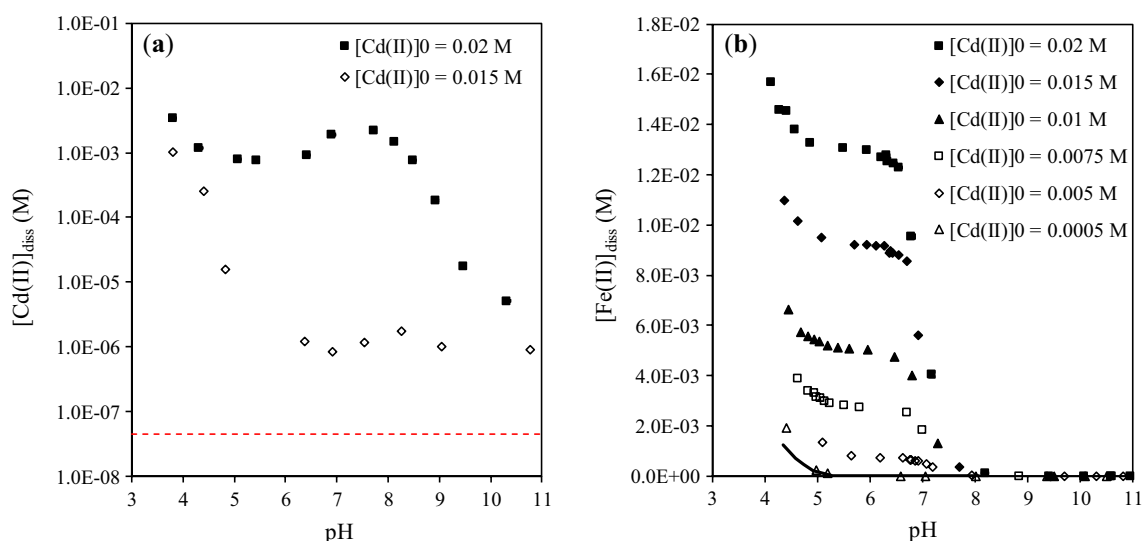 (a)
[Cd(II)]0 = 0.02 M
[Cd(II)]0 = 0.015 M
[Cd(II)]diss (M)
1.0E-01
1.0E-02
1.0E-03
1.0E-04
1.0E-05
1.0E-06
1.0E-07
1.0E-08
3 4 5 6 7 8 9 10 11
pH
(b)
[Cd(II)]0 = 0.02 M
[Cd(II)]0 = 0.015 M
[Cd(II)]0 = 0.01 M
[Cd(II)]0 = 0.0075 M
[Cd(II)]0 = 0.005 M
[Cd(II)]0 = 0.0005 M
[Fe(II)]diss (M)
1.8E-02
1.6E-02
1.4E-02
1.2E-02
1.0E-02
8.0E-03
6.0E-03
4.0E-03
2.0E-03
0.0E+00
3 4 5 6 7 8 9 10 11
pH